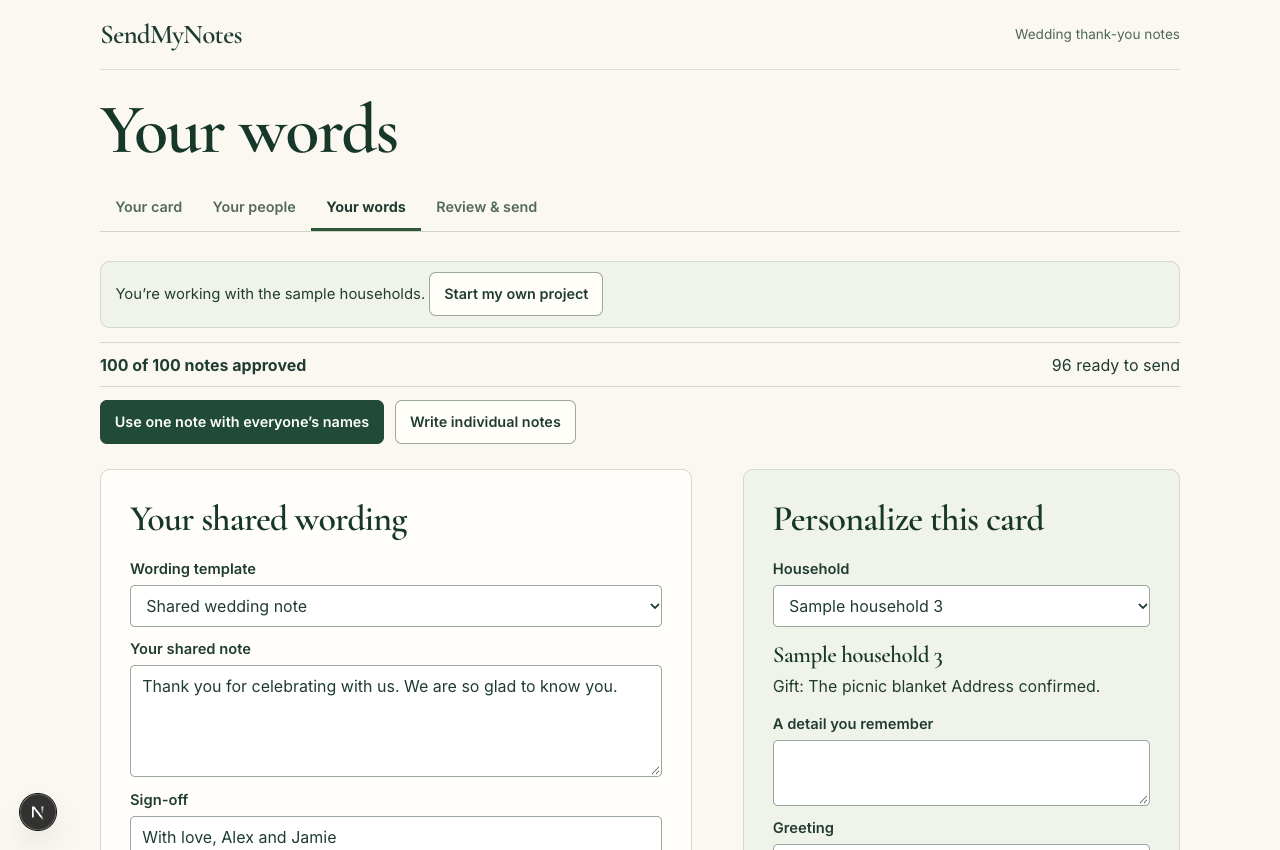 SendMyNotes
Wedding thank-you notes
Your words
Your card
Your people
Your words
Review & send
You’re working with the sample households.
Start my own project
100 of 100 notes approved
96 ready to send
Use one note with everyone’s names
Write individual notes
Your shared wording
Wording template
Shared wedding note
Your shared note
Thank you for celebrating with us. We are so glad to know you.
Sign-off
With love, Alex and Jamie
Personalize this card
Household
Sample household 3
Sample household 3
Gift: The picnic blanket Address confirmed.
A detail you remember
Greeting
N